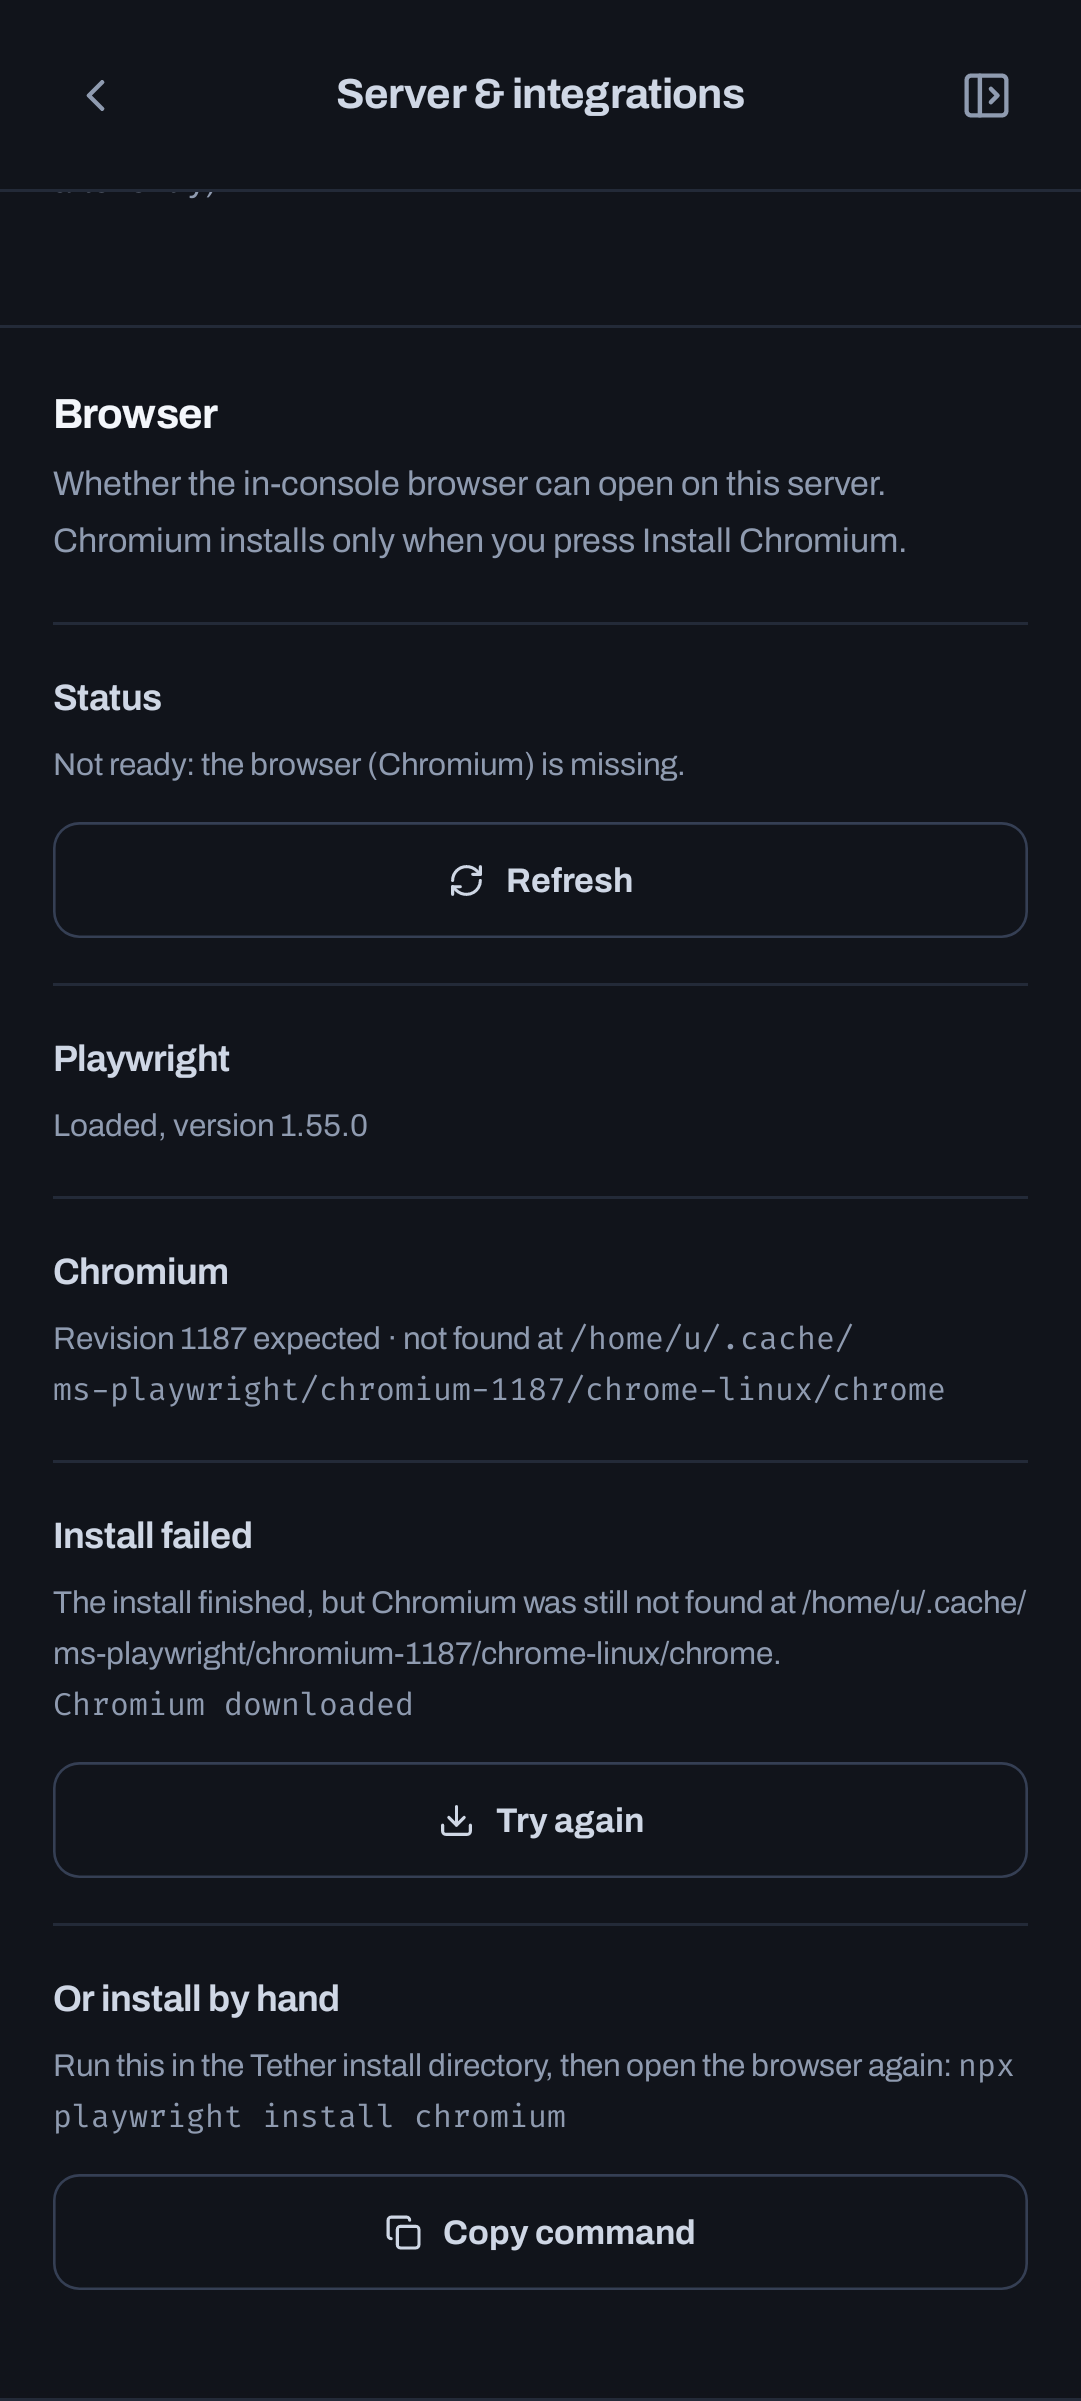 Server & integrations
Browser
Whether the in-console browser can open on this server.
Chromium installs only when you press Install Chromium.
Status
Not ready: the browser (Chromium) is missing.
Refresh
Playwright
Loaded, version 1.55.0
Chromium
Revision 1187 expected · not found at /home/u/.cache/
ms-playwright/chromium-1187/chrome-linux/chrome
Install failed
The install finished, but Chromium was still not found at /home/u/.cache/
ms-playwright/chromium-1187/chrome-linux/chrome.
Chromium downloaded
Try again
Or install by hand
Run this in the Tether install directory, then open the browser again: npx
playwright install chromium
Copy command